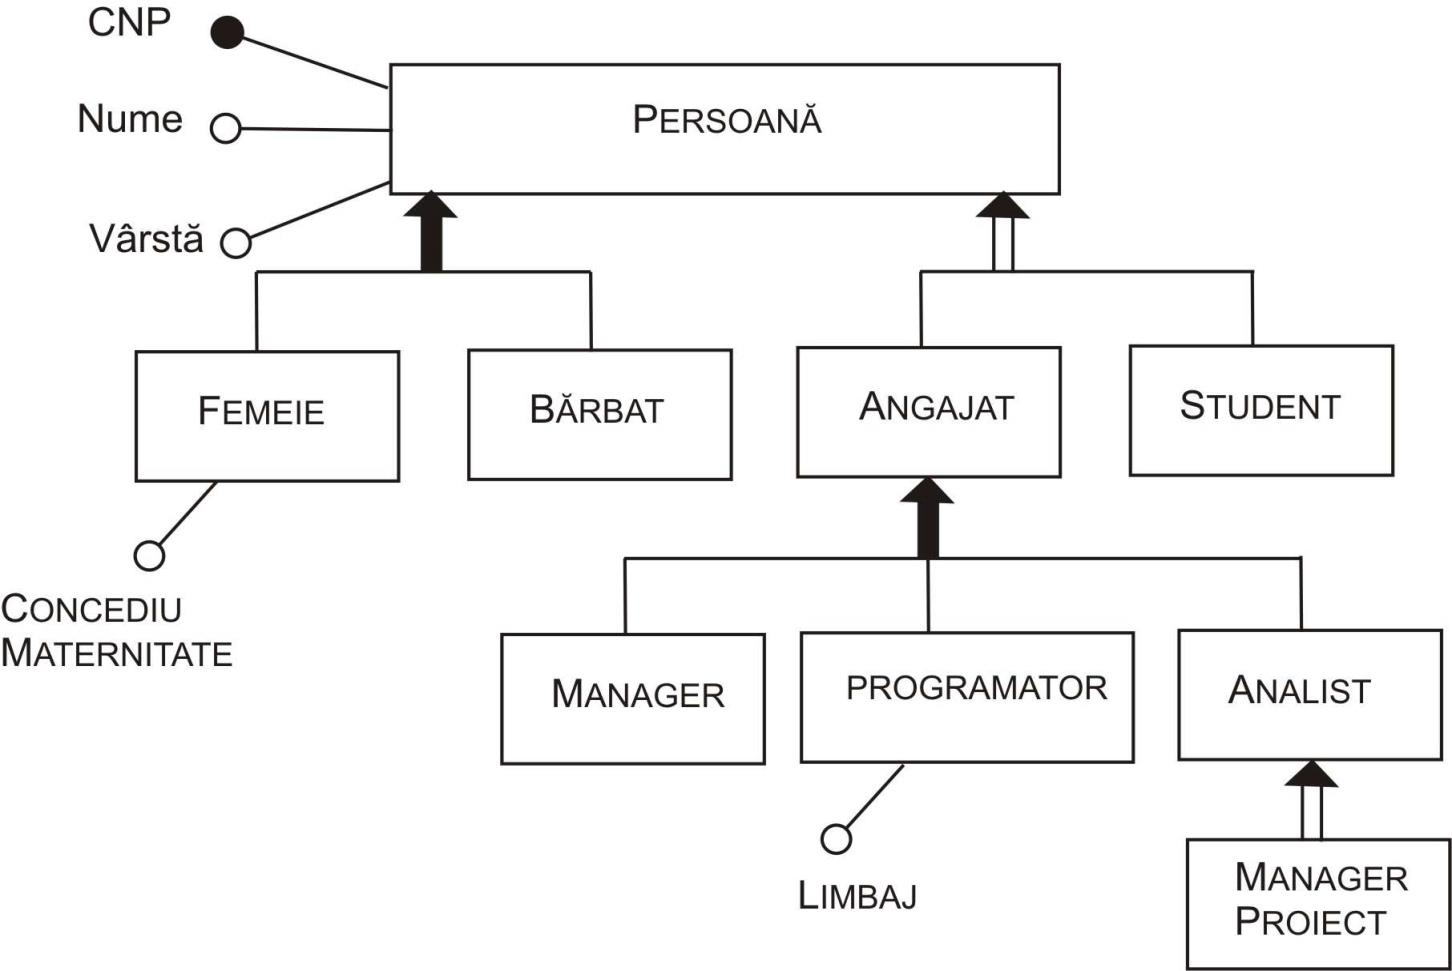 CNP
PERSOANĂ
Nume
Vârstă
FEMEIE
BĂRBAT
ANGAJAT
STUDENT
CONCEDIU
MATERNITATE
MANAGER
PROGRAMATOR
ANALIST
LIMBAJ
MANAGER
PROIECT